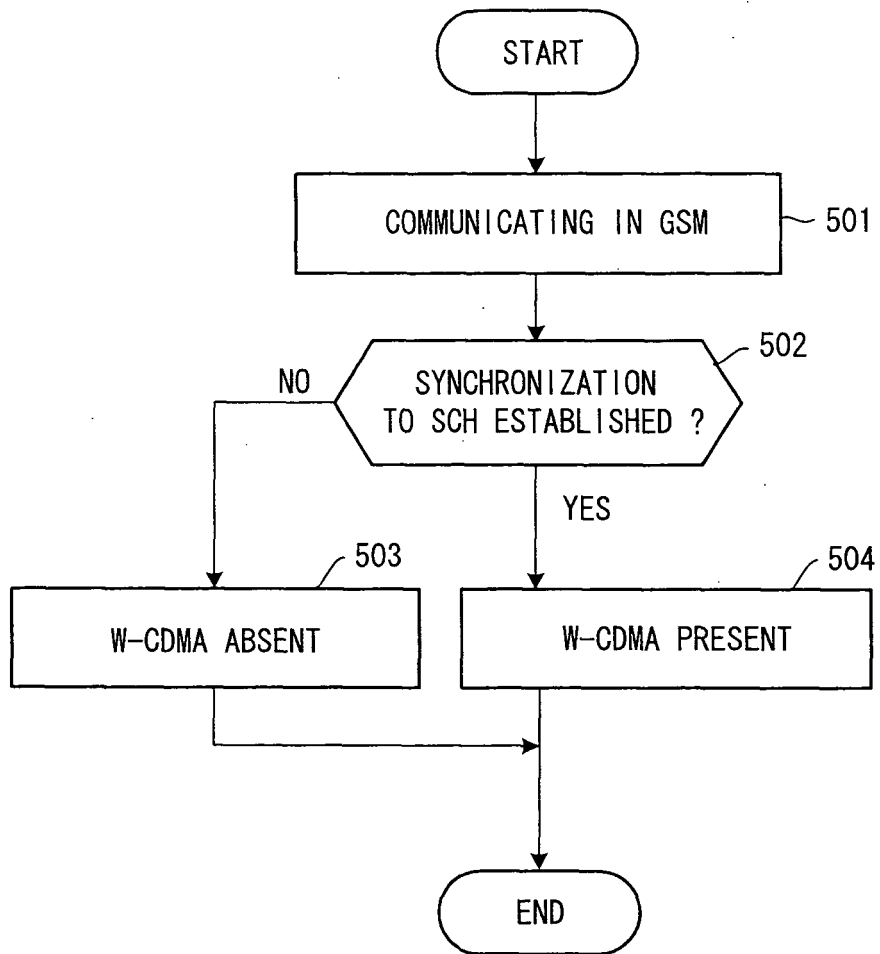 START
COMMUNICATING IN GSM
501
502
SYNCHRONIZATION
TO SCH ESTABLISHED ?
NO
YES
503
504
W-CDMA ABSENT
W-CDMA PRESENT
END